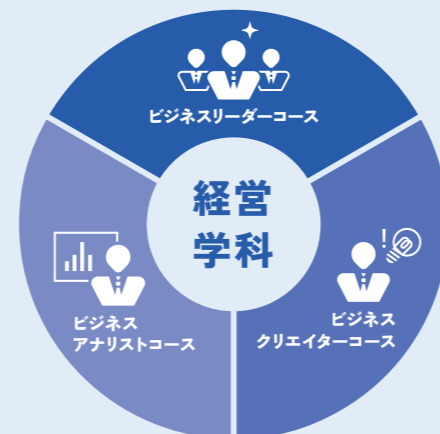 ビジネスリーダーコース
経営
学科
ビジネス
アナリストコース
ビジネス
クリエイターコース